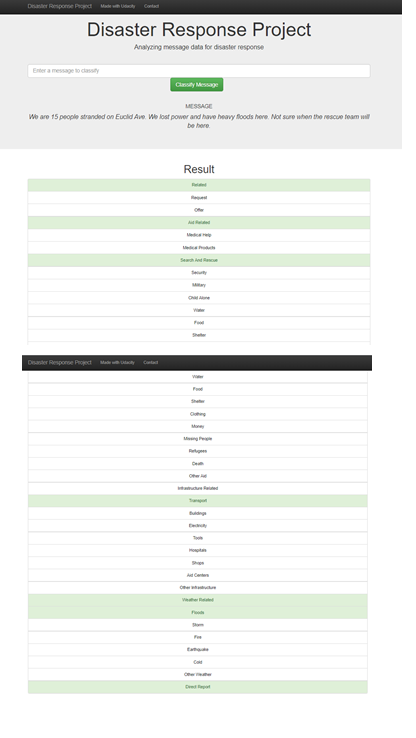 Disaster Response Project Made with Udacity Contact
Disaster Response Project
Analyzing message data for disaster response
Enter a message to classify
Classify Message
MESSAGE
We are 15 people stranded on Euclid Ave. We lost power and have heavy floods here. Not sure when the rescue team will
be here.
Result
Related
Request
Offer
Aid Related
Medical Help
Medical Products
Search And Rescue
Security
Military
Child Alone
Water
Food
Shelter
Disaster Response Project Made with Udacity Contact
Water
Food
Shelter
Clothing
Money
Missing People
Refugees
Death
Other Aid
Infrastructure Related
Transport
Buildings
Electricity
Tools
Hospitals
Shops
Aid Centers
Other Infrastructure
Weather Related
Floods
Storm
Fire
Earthquake
Cold
Other Weather
Direct Report